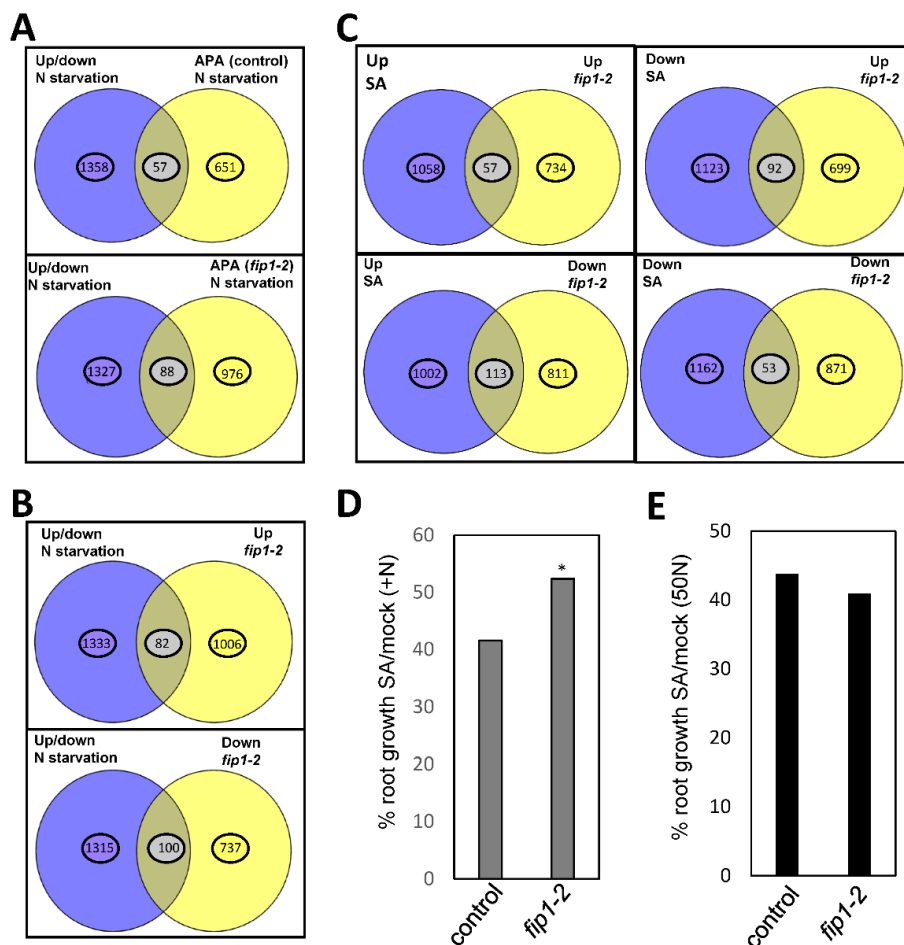 A
Up/down
N starvation
APA (control)
N starvation
1358
57
651
Up/down
N starvation
APA (fip1-2)
N starvation
1327
88
976
B
Up/down
N starvation
Up
fip1-2
1333
82
1006
Up/down
N starvation
Down
fip1-2
1315
100
737
C
Up
SA
Up
fip1-2
1058
57
734
Down
SA
Up
fip1-2
1123
92
699
Up
SA
Down
fip1-2
1002
113
811
Down
SA
Down
fip1-2
1162
53
871
D
% root growth SA/mock (+N)
60
50
40
30
20
10
0
*
control
fip1-2
E
% root growth SA/mock (50N)
50
40
30
20
10
0
control
fip1-2